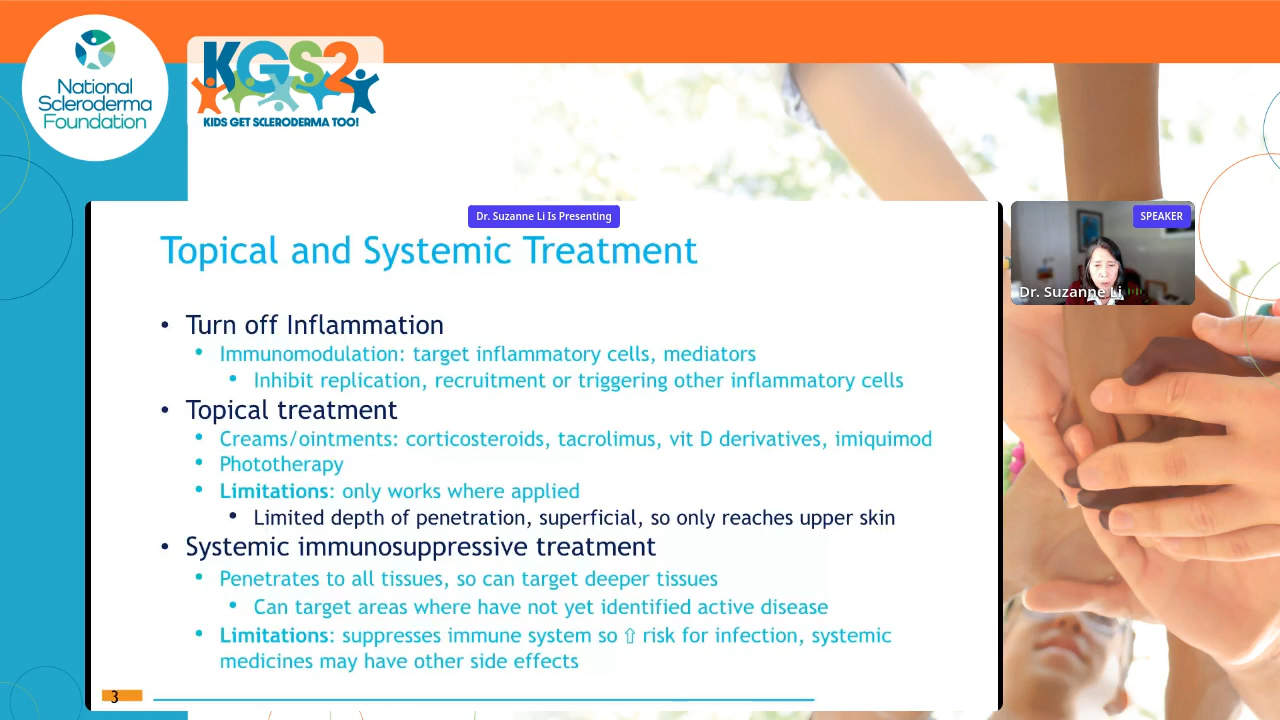 National
Scleroderma
Foundation
KGS2
KIDS GET SCLERODERMA TOO!
Dr. Suzanne Li Is Presenting
SPEAKER
Dr. Suzanne Li
Topical and Systemic Treatment
• Turn off Inflammation
• Immunomodulation: target inflammatory cells, mediators
• Inhibit replication, recruitment or triggering other inflammatory cells
• Topical treatment
• Creams/ointments: corticosteroids, tacrolimus, vit D derivatives, imiquimod
• Phototherapy
• Limitations: only works where applied
• Limited depth of penetration, superficial, so only reaches upper skin
• Systemic immunosuppressive treatment
• Penetrates to all tissues, so can target deeper tissues
• Can target areas where have not yet identified active disease
• Limitations: suppresses immune system so ⇧ risk for infection, systemic
medicines may have other side effects
3